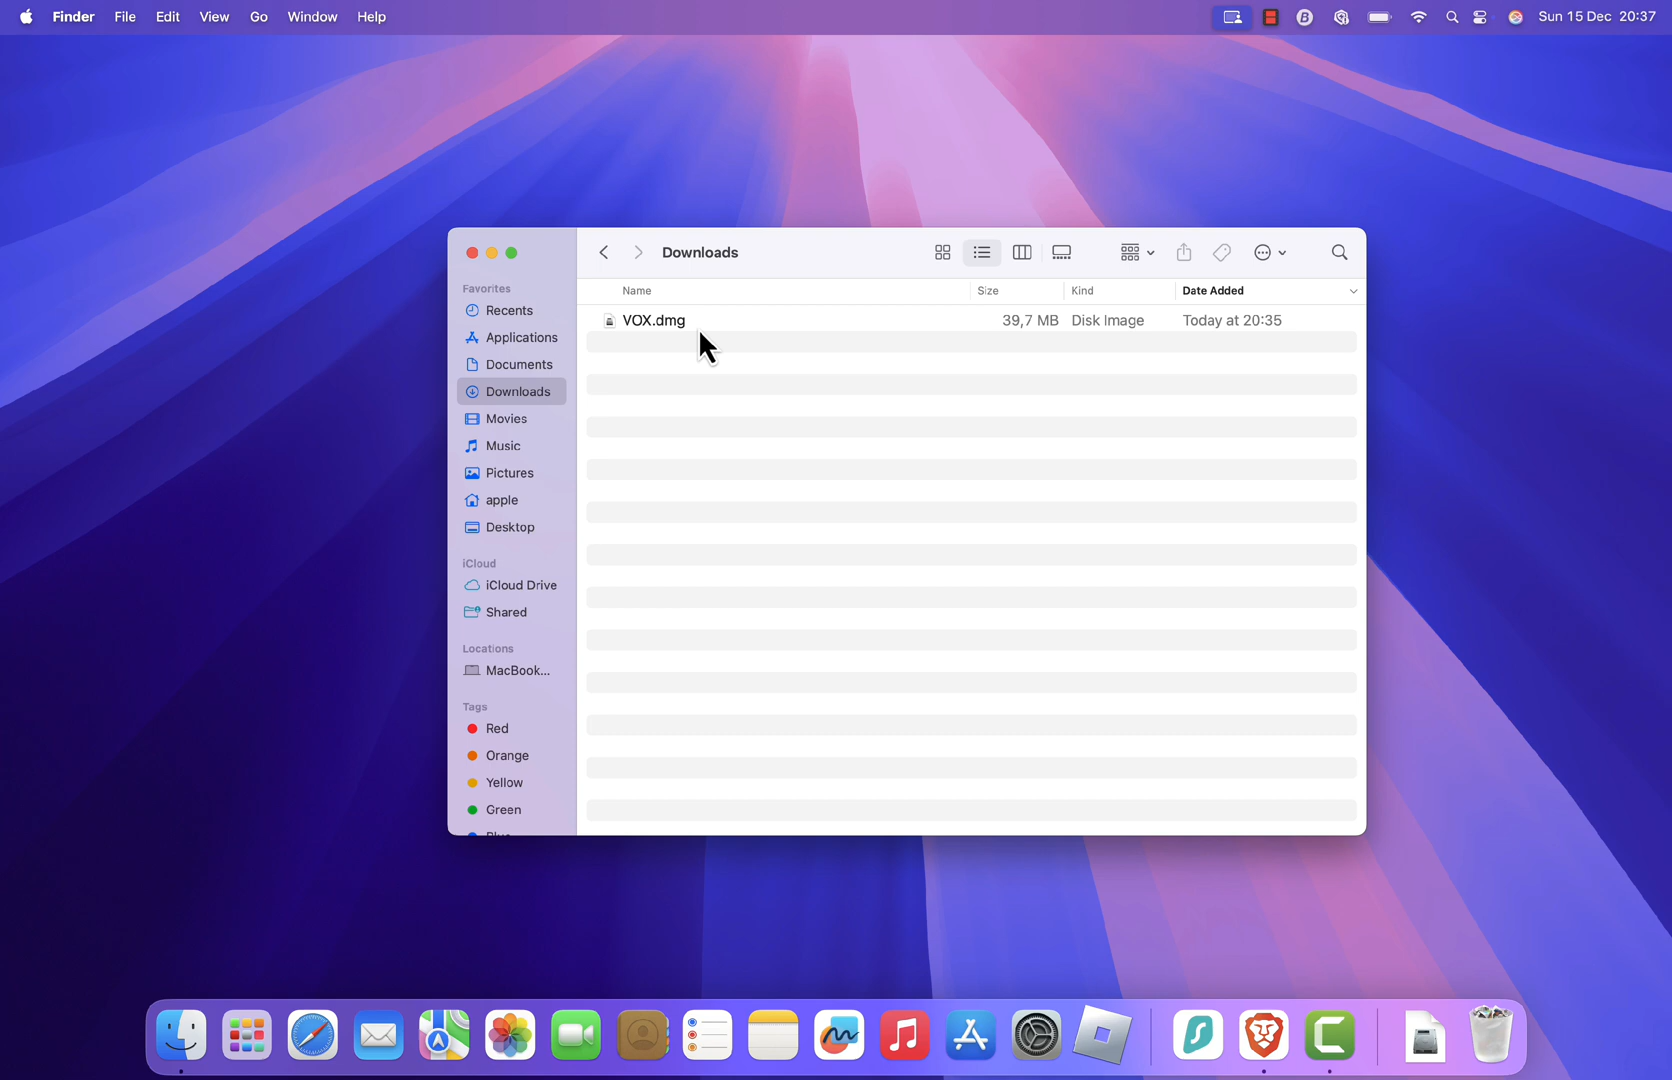 Finder File Edit View Go Window Help Sun 15 Dec 20:37
Downloads
Name Size Kind Date Added
VOX.dmg 39,7 MB Disk Image Today at 20:35
Favorites
Recents
Applications
Documents
Downloads
Movies
Music
Pictures
apple
Desktop
iCloud
iCloud Drive
Shared
Locations
MacBook...
Tags
Red
Orange
Yellow
Green